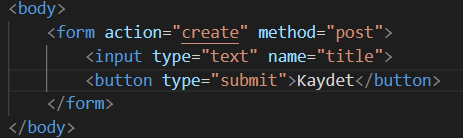 <body>
<form action="create" method="post">
<input type="text" name="title">
<button type="submit">Kaydet</button>
</form>
</body>